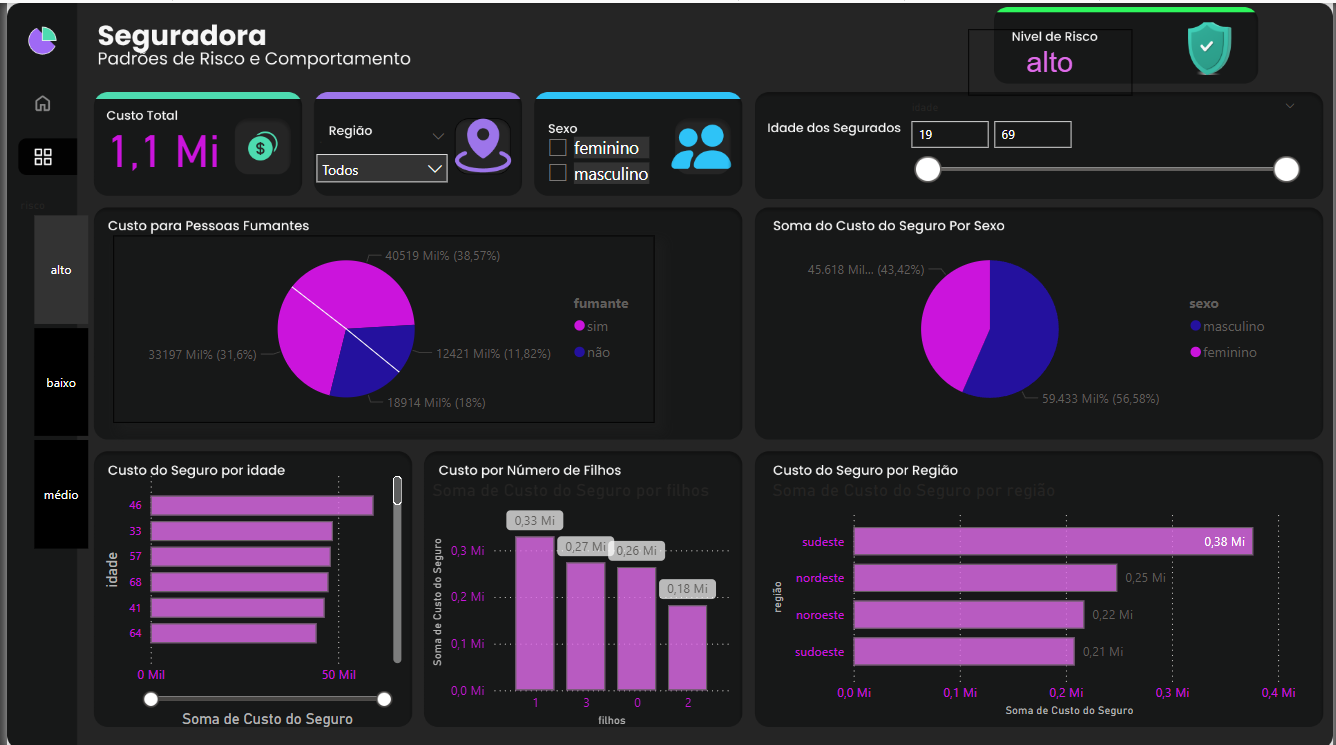 Seguradora
Padrões de Risco e Comportamento
Nivel de Risco
alto
Custo Total
1,1 Mi
$
Região
Todos
Sexo
feminino
masculino
idade
Idade dos Segurados
19
69
risco
alto
baixo
médio
Custo para Pessoas Fumantes
40519 Mil% (38,57%)
33197 Mil% (31,6%)
12421 Mil% (11,82%)
18914 Mil% (18%)
fumante
sim
não
Soma do Custo do Seguro Por Sexo
45.618 Mil... (43,42%)
59.433 Mil% (56,58%)
sexo
masculino
feminino
Custo do Seguro por idade
idade
46
33
57
68
41
64
0 Mil
50 Mil
Soma de Custo do Seguro
Custo por Número de Filhos
Soma de Custo do Seguro por filhos
Soma de Custo do Seguro
0,33 Mi
0,27 Mi
0,26 Mi
0,18 Mi
0,3 Mi
0,2 Mi
0,1 Mi
0,0 Mi
1
3
0
2
filhos
Custo do Seguro por Região
Soma de Custo do Seguro por região
região
sudeste
0,38 Mi
nordeste
0,25 Mi
noroeste
0,22 Mi
sudoeste
0,21 Mi
0,0 Mi
0,1 Mi
0,2 Mi
0,3 Mi
0,4 Mi
Soma de Custo do Seguro